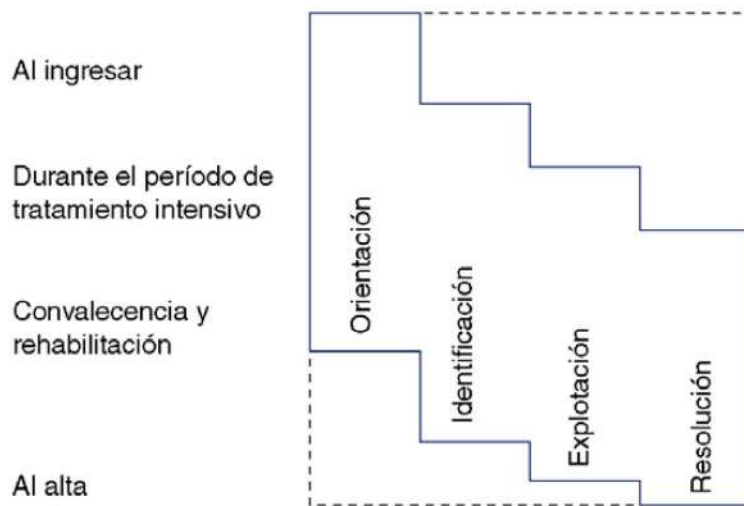 Al ingresar
Durante el período de
tratamiento intensivo
Convalecencia y
rehabilitación
Al alta
Orientación
Identificación
Explotación
Resolución